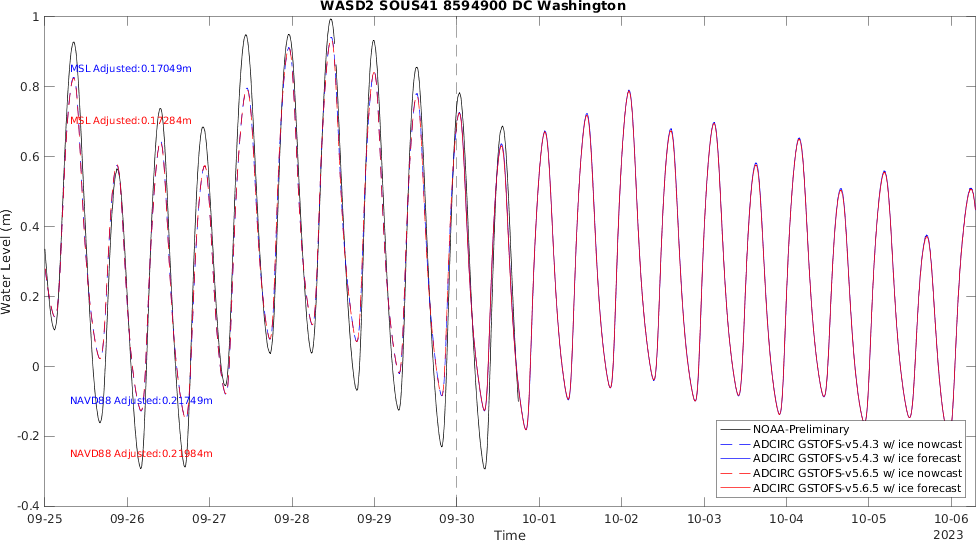 WASD2 SOUS41 8594900 DC Washington
1
0.8
0.6
0.4
0.2
0
-0.2
-0.4
Water Level (m)
MSL Adjusted:0.17049m
MSL Adjusted:0.17284m
NAVD88 Adjusted:0.21749m
NAVD88 Adjusted:0.21984m
NOAA-Preliminary
ADCIRC GSTOFS-v5.4.3 w/ ice nowcast
ADCIRC GSTOFS-v5.4.3 w/ ice forecast
ADCIRC GSTOFS-v5.6.5 w/ ice nowcast
ADCIRC GSTOFS-v5.6.5 w/ ice forecast
09-25 09-26 09-27 09-28 09-29 09-30 10-01 10-02 10-03 10-04 10-05 10-06
Time
2023